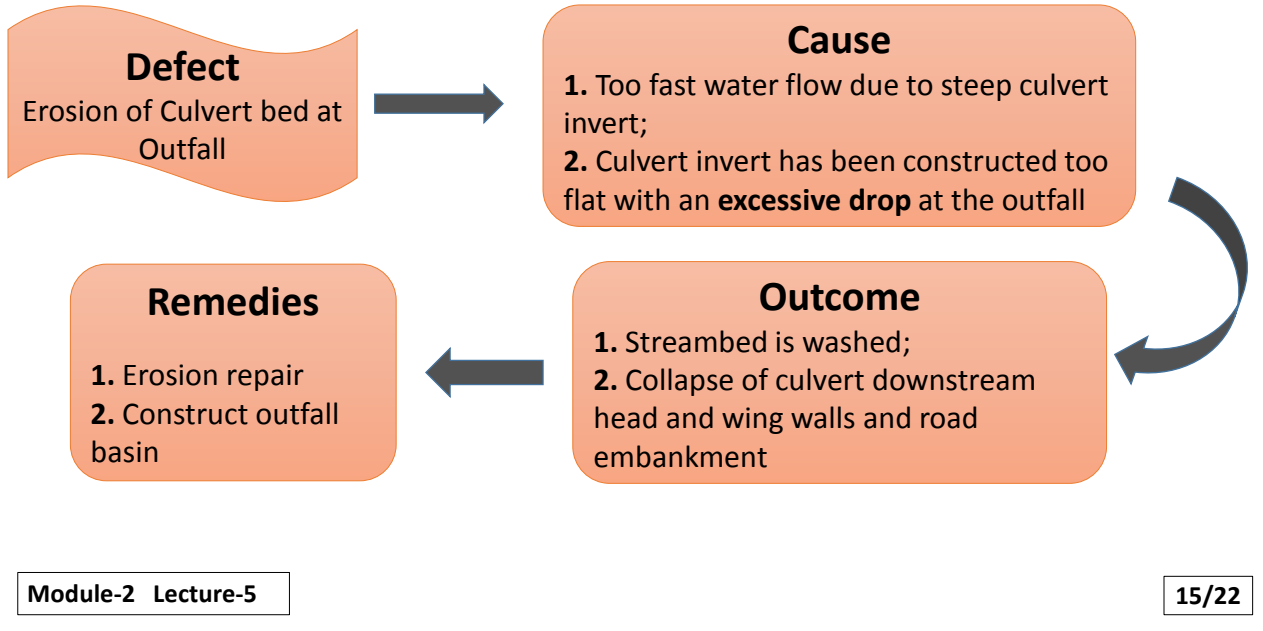 Defect
Erosion of Culvert bed at
Outfall
Cause
1. Too fast water flow due to steep culvert
invert;
2. Culvert invert has been constructed too
flat with an excessive drop at the outfall
Outcome
1. Streambed is washed;
2. Collapse of culvert downstream
head and wing walls and road
embankment
Remedies
1. Erosion repair
2. Construct outfall
basin
Module-2 Lecture-5
15/22